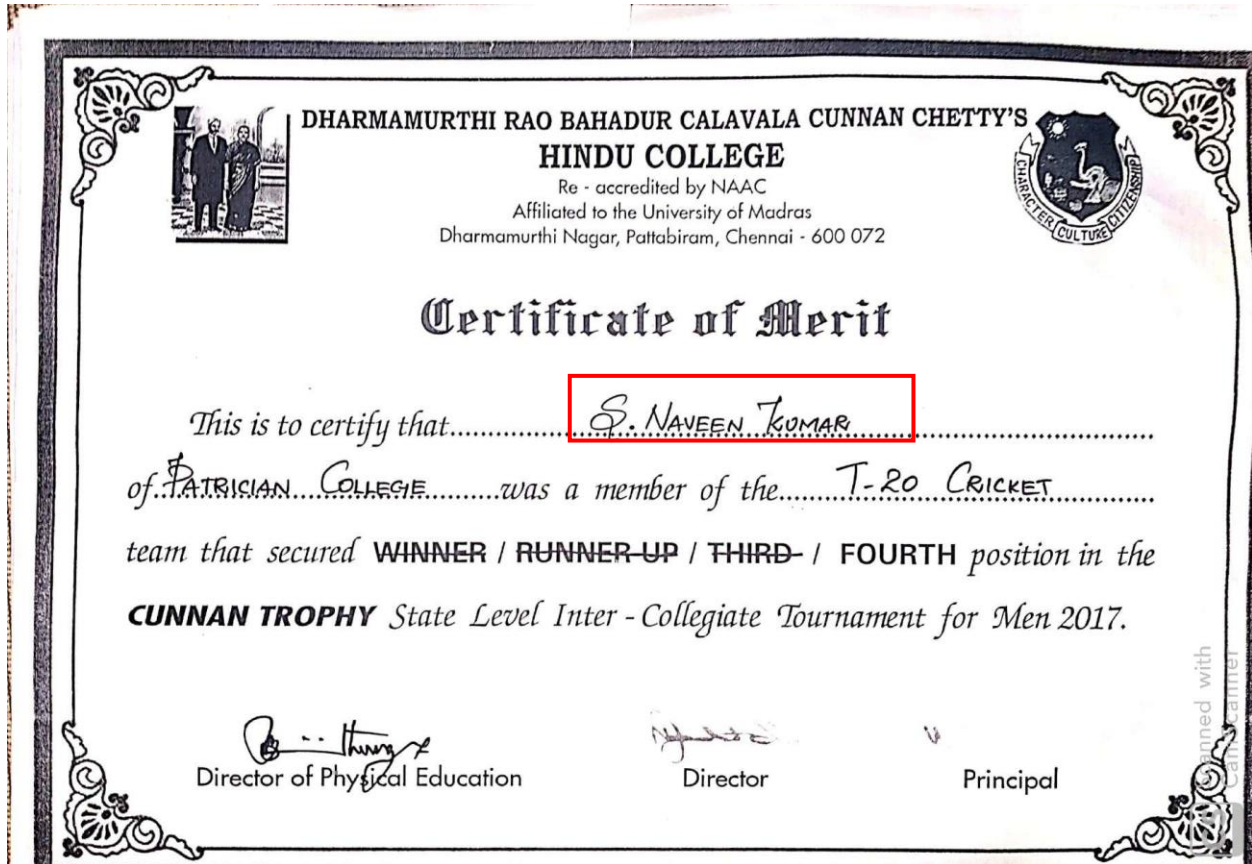 DHARMAMURTHI RAO BAHADUR CALAVALA CUNNAN CHETTY'S
HINDU COLLEGE
Re - accredited by NAAC
Affiliated to the University of Madras
Dharmamurthi Nagar, Pattabiram, Chennai - 600 072
CHARACTER CULTURE CITIZENSHIP
Certificate of Merit
This is to certify that S. NAVEEN KUMAR
of PATRICIAN COLLEGE was a member of the T-20 CRICKET
team that secured WINNER / RUNNER-UP / THIRD / FOURTH position in the
CUNNAN TROPHY State Level Inter - Collegiate Tournament for Men 2017.
Director of Physical Education Director Principal
Scanned with
CamScanner